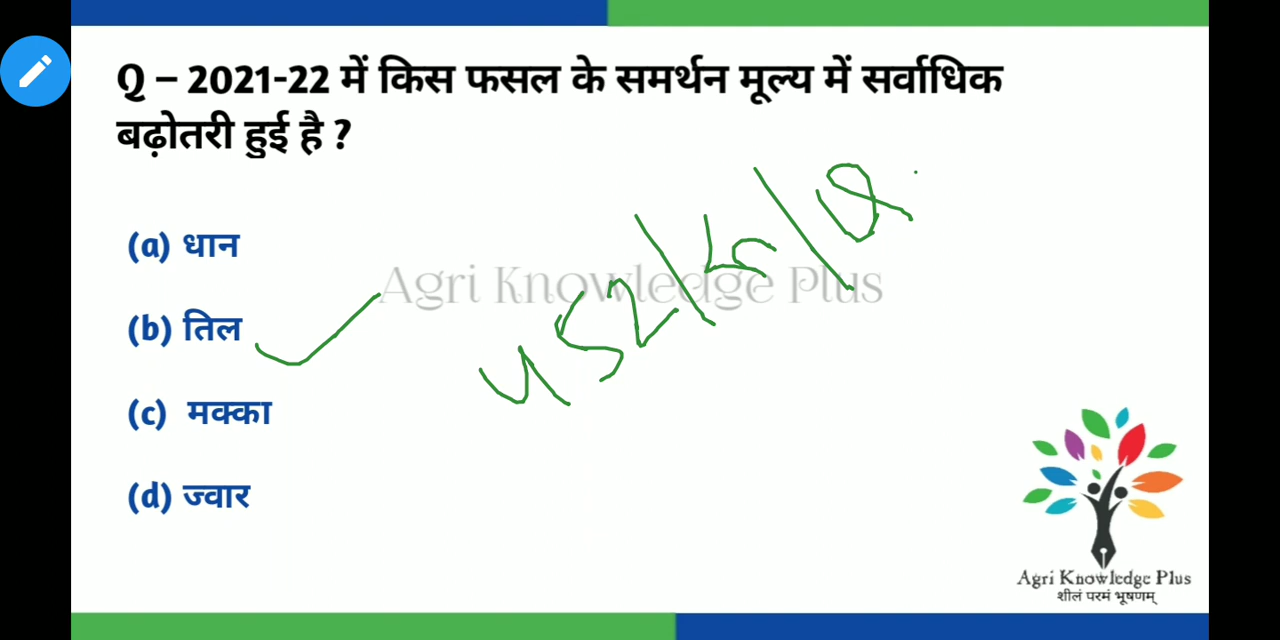 Q – 2021-22 में किस फसल के समर्थन मूल्य में सर्वाधिक
बढ़ोतरी हुई है ?
(a) धान
Agri Knowledge Plus
(b) तिल
(c) मक्का
(d) ज्वार
Agri Knowledge Plus
शीलं परमं भूषणम्